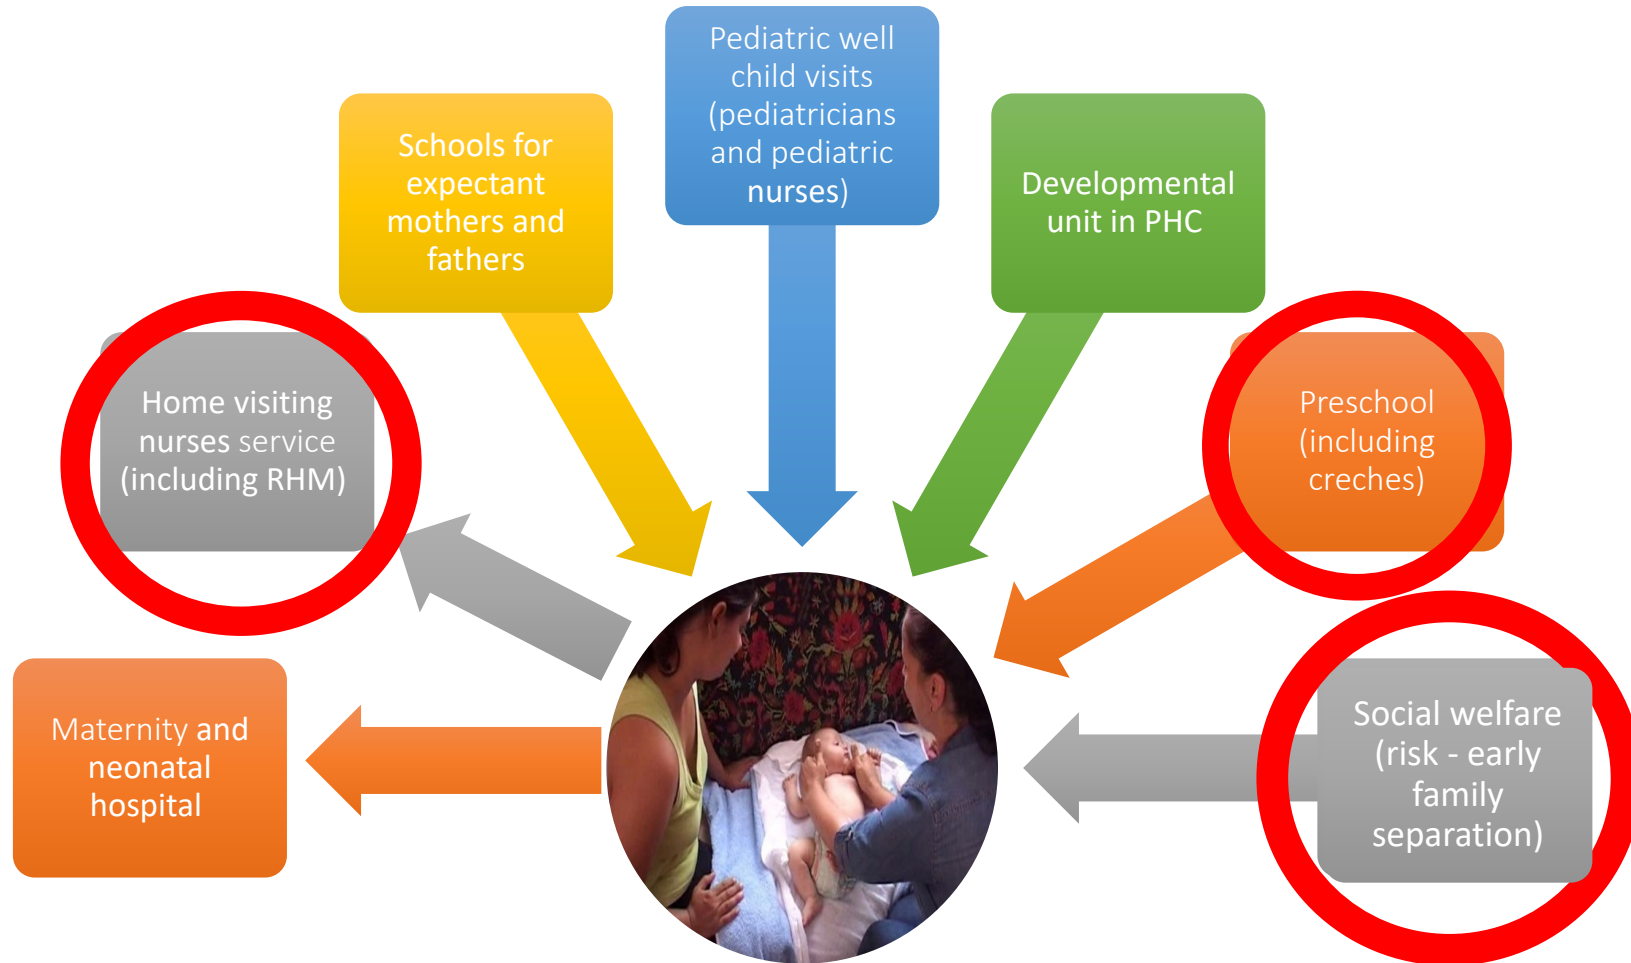 Pediatric well
child visits
(pediatricians
and pediatric
nurses)
Schools for
expectant
mothers and
fathers
Developmental
unit in PHC
Home visiting
nurses service
(including RHM)
Preschool
(including
creches)
Maternity and
neonatal
hospital
Social welfare
(risk - early
family
separation)